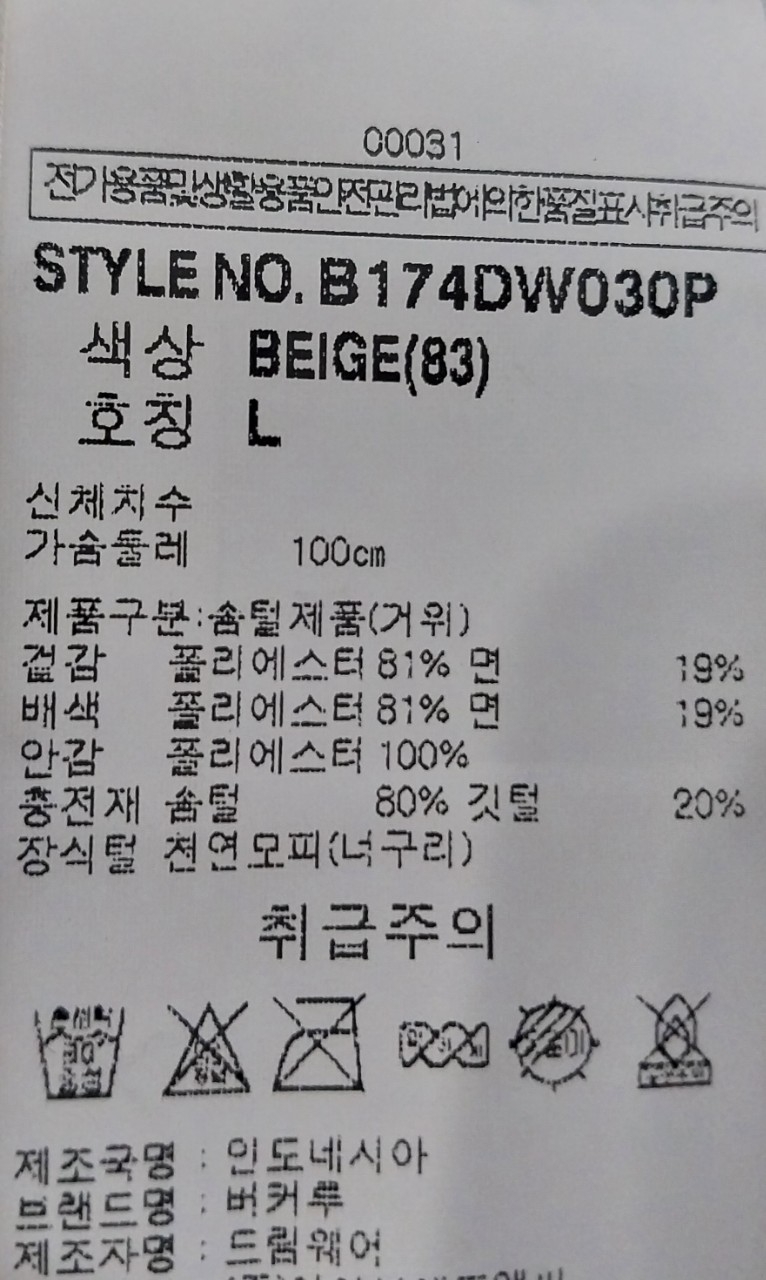 00031
전기용품및생활용품안전관리법에의한품질표시취급주의
STYLE NO. B174DW030P
색상 BEIGE(83)
호칭 L
신체치수
가슴둘레 100cm
제품구분:솜털제품(거위)
겉감 폴리에스터 81% 면 19%
배색 폴리에스터 81% 면 19%
안감 폴리에스터 100%
충전재 솜털 80% 깃털 20%
장식털 천연모피(너구리)
취급주의
제조국명 : 인도네시아
브랜드명 : 버커루
제조자명 : 드림웨어